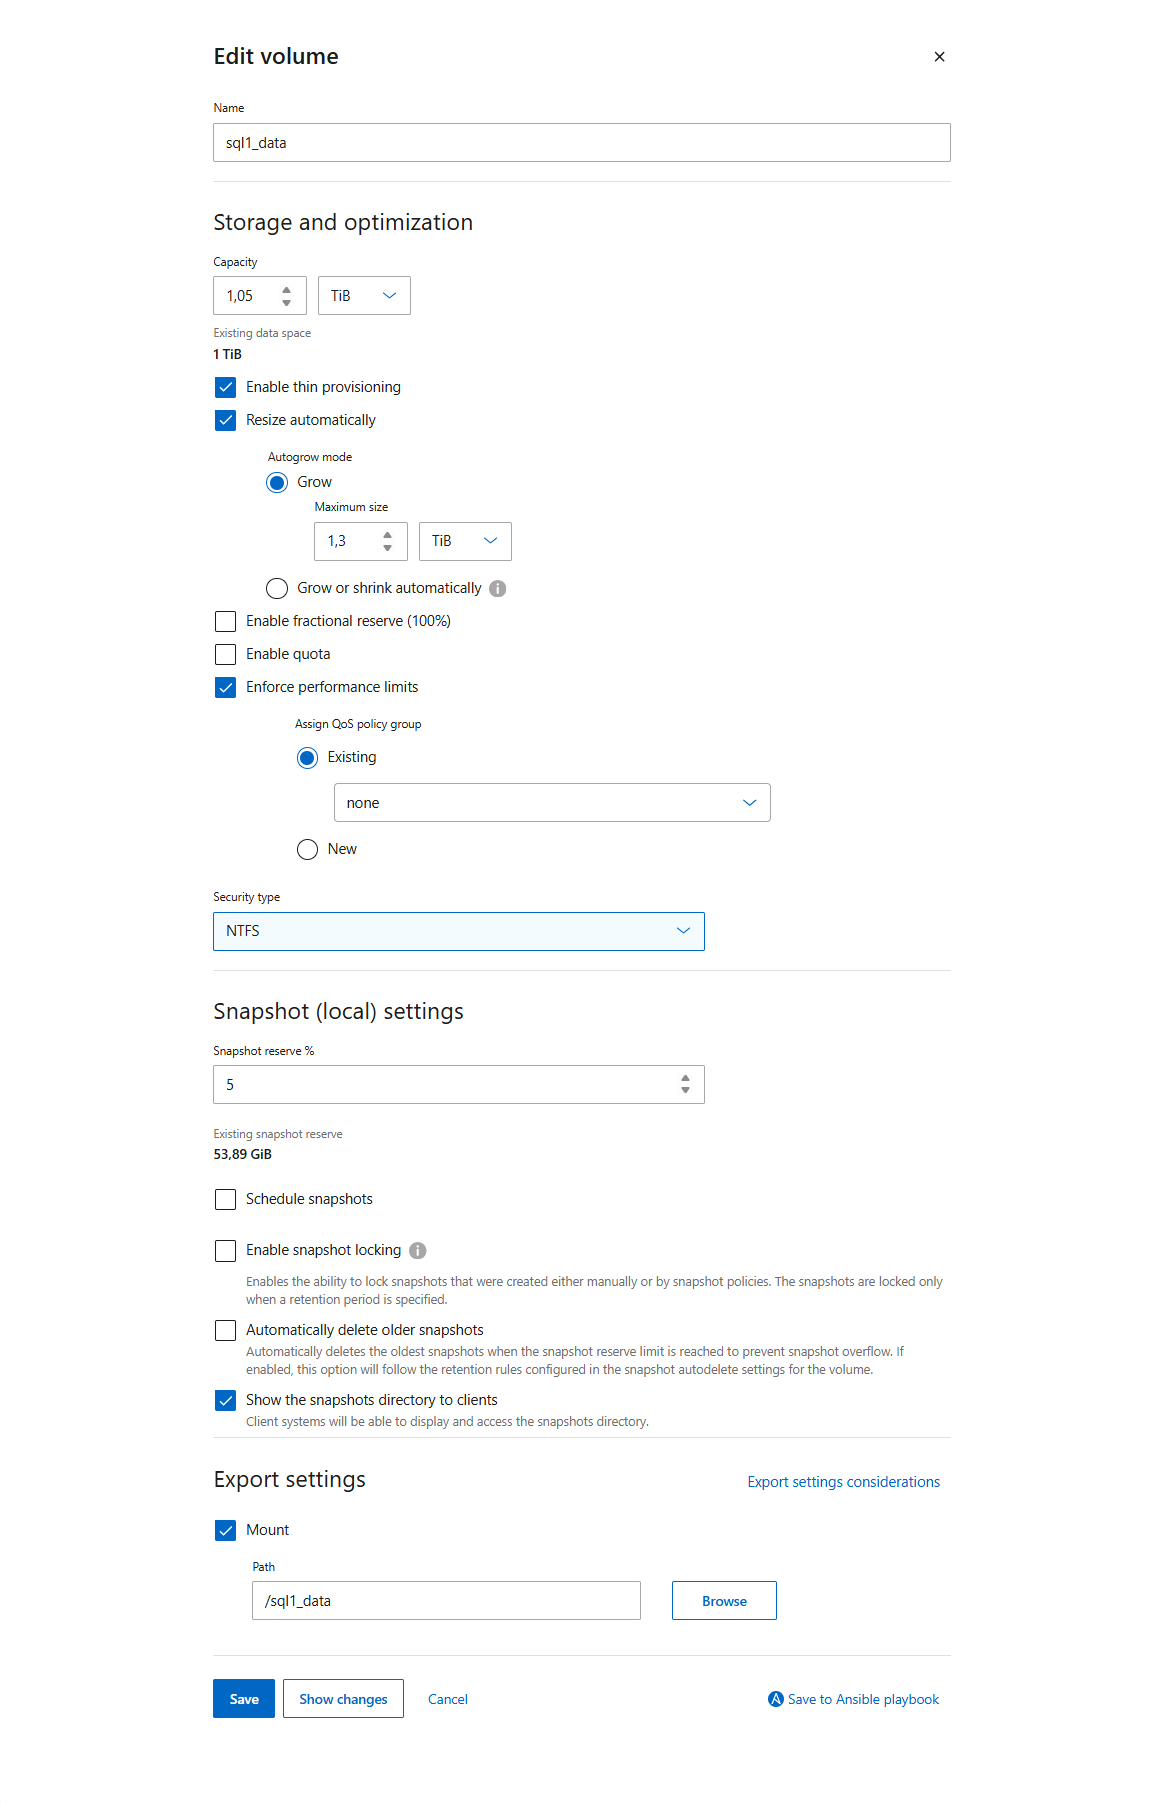 Edit volume
Name
sql1_data
Storage and optimization
Capacity
1,05 TiB
Existing data space
1 TiB
Enable thin provisioning
Resize automatically
Autogrow mode
Grow
Maximum size
1,3 TiB
Grow or shrink automatically
Enable fractional reserve (100%)
Enable quota
Enforce performance limits
Assign QoS policy group
Existing
none
New
Security type
NTFS
Snapshot (local) settings
Snapshot reserve %
5
Existing snapshot reserve
53,89 GiB
Schedule snapshots
Enable snapshot locking
Enables the ability to lock snapshots that were created either manually or by snapshot policies. The snapshots are locked only
when a retention period is specified.
Automatically delete older snapshots
Automatically deletes the oldest snapshots when the snapshot reserve limit is reached to prevent snapshot overflow. If
enabled, this option will follow the retention rules configured in the snapshot autodelete settings for the volume.
Show the snapshots directory to clients
Client systems will be able to display and access the snapshots directory.
Export settings Export settings considerations
Mount
Path
/sql1_data Browse
Save Show changes Cancel Save to Ansible playbook